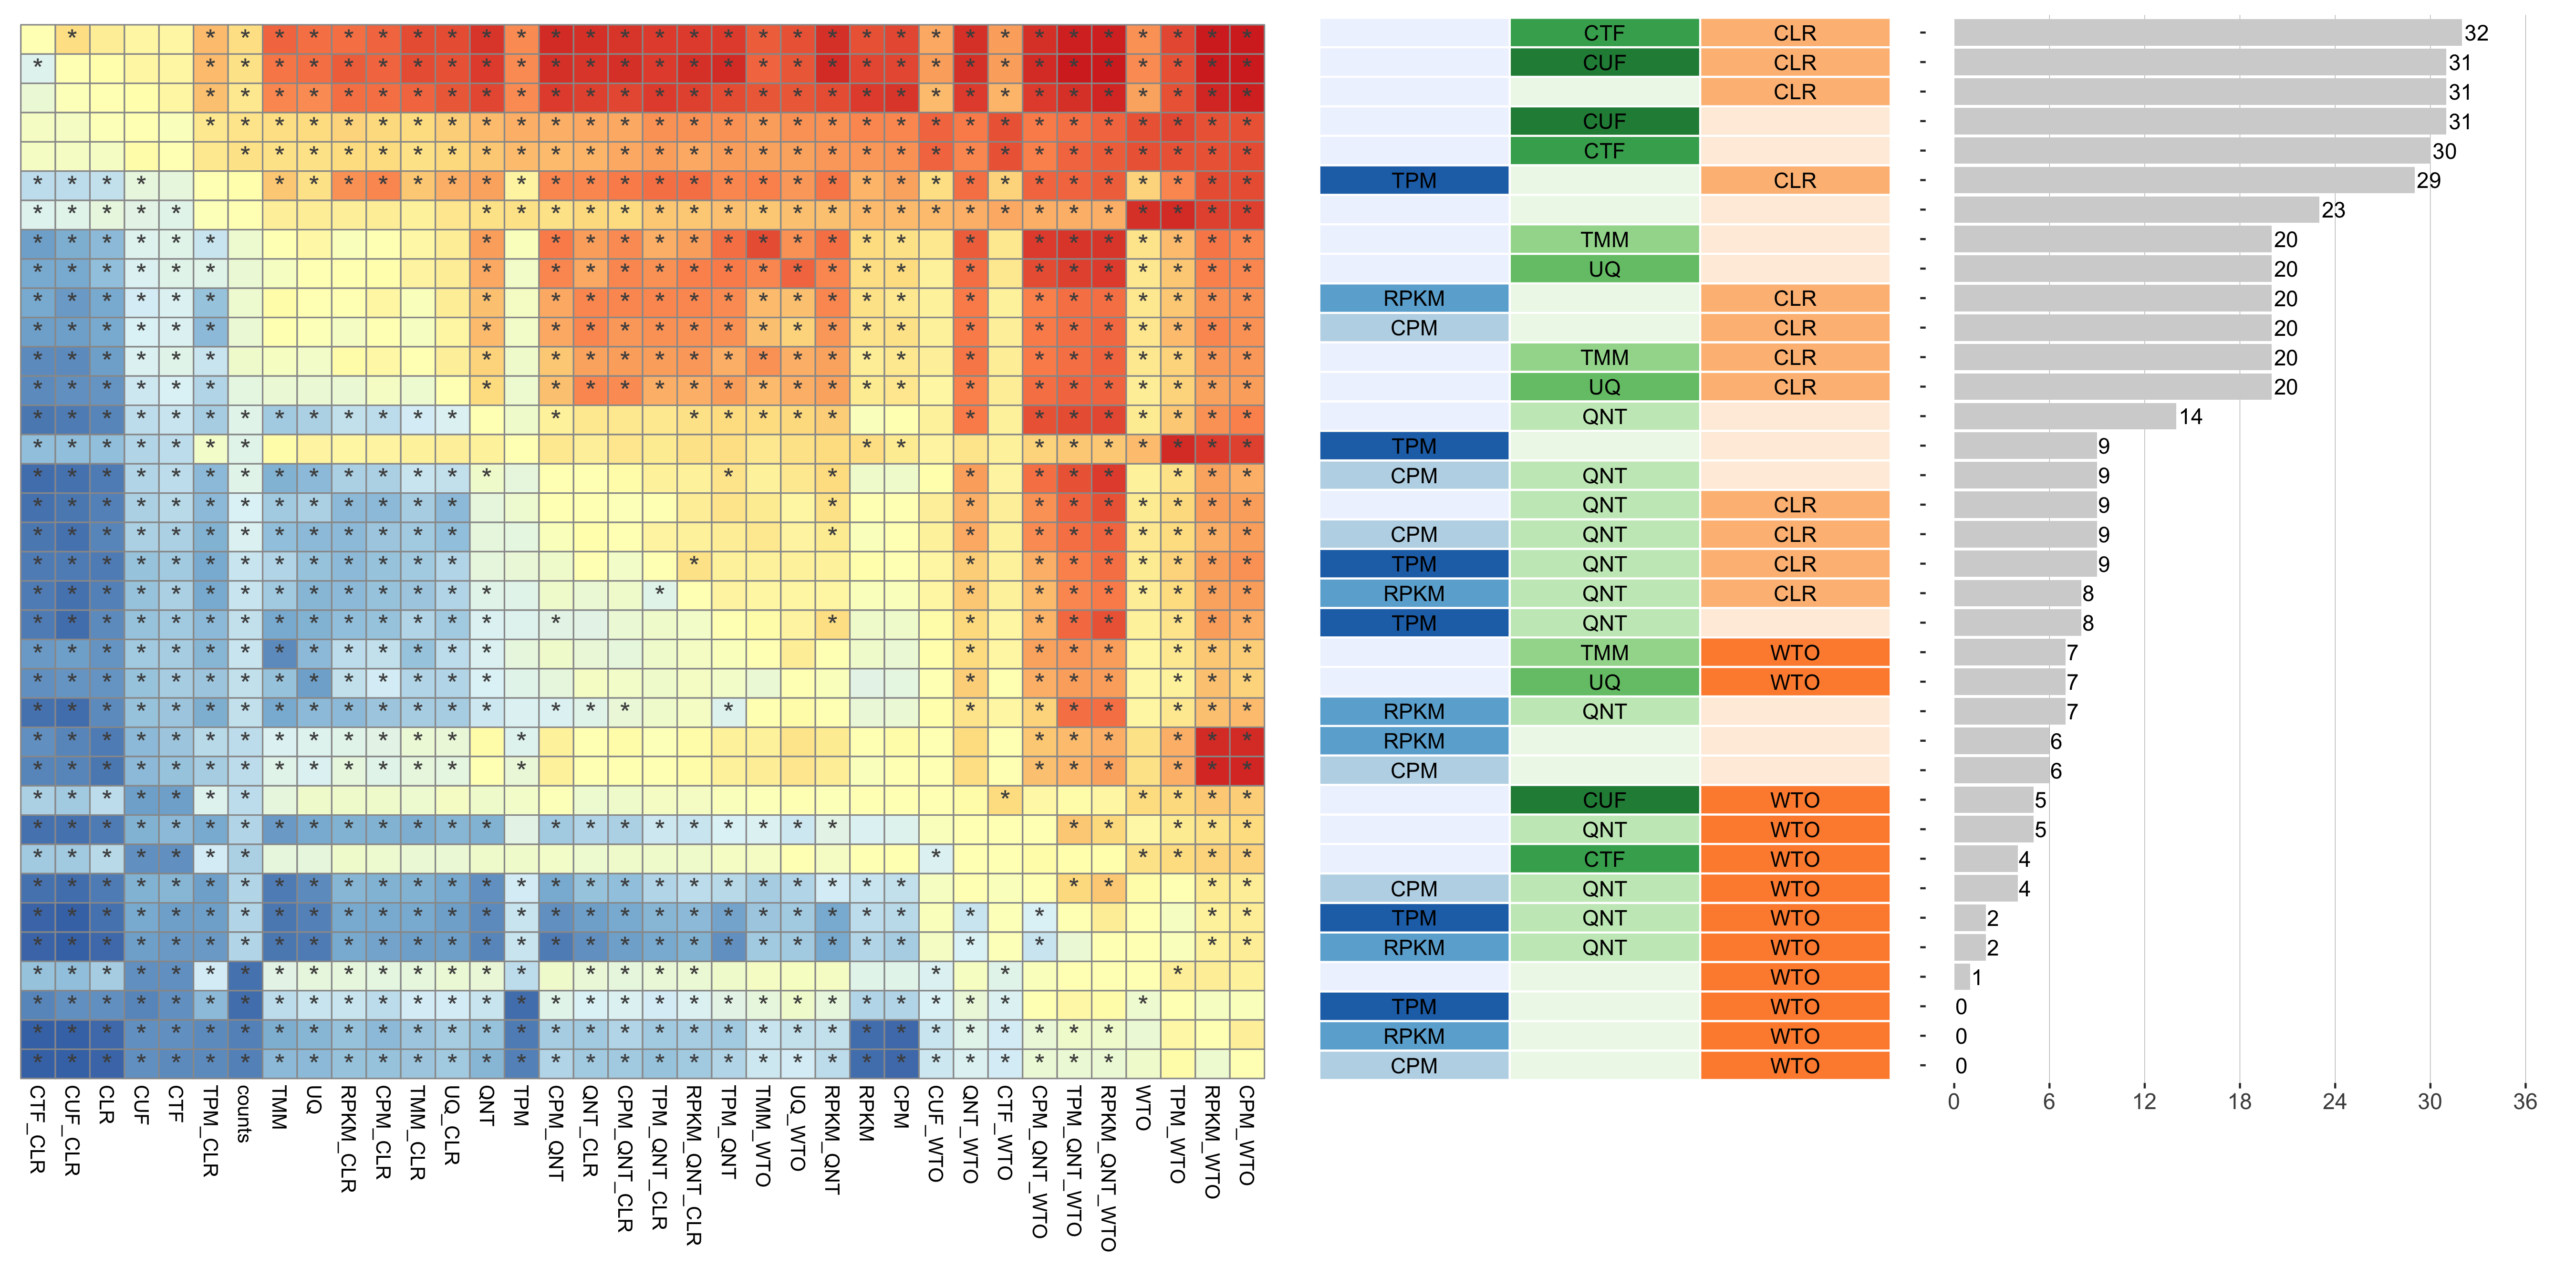 CTF CLR - 32
CUF CLR - 31
CLR - 31
CUF - 31
CTF - 30
TPM CLR - 29
- 23
TMM - 20
UQ - 20
RPKM CLR - 20
CPM CLR - 20
TMM CLR - 20
UQ CLR - 20
QNT - 14
TPM - 9
CPM QNT - 9
QNT CLR - 9
CPM QNT CLR - 9
TPM QNT CLR - 9
RPKM QNT CLR - 8
TPM QNT - 8
TMM WTO - 7
UQ WTO - 7
RPKM QNT - 7
RPKM - 6
CPM - 6
CUF WTO - 5
QNT WTO - 5
CTF WTO - 4
CPM QNT WTO - 4
TPM QNT WTO - 2
RPKM QNT WTO - 2
WTO - 1
TPM WTO - 0
RPKM WTO - 0
CPM WTO - 0
CTF_CLR
CUF_CLR
CLR
CUF
CTF
TPM_CLR
counts
TMM
UQ
RPKM_CLR
CPM_CLR
TMM_CLR
UQ_CLR
QNT
TPM
CPM_QNT
QNT_CLR
CPM_QNT_CLR
TPM_QNT_CLR
RPKM_QNT_CLR
TPM_QNT
TMM_WTO
UQ_WTO
RPKM_QNT
RPKM
CPM
CUF_WTO
QNT_WTO
CTF_WTO
CPM_QNT_WTO
TPM_QNT_WTO
RPKM_QNT_WTO
WTO
TPM_WTO
RPKM_WTO
CPM_WTO
0 6 12 18 24 30 36